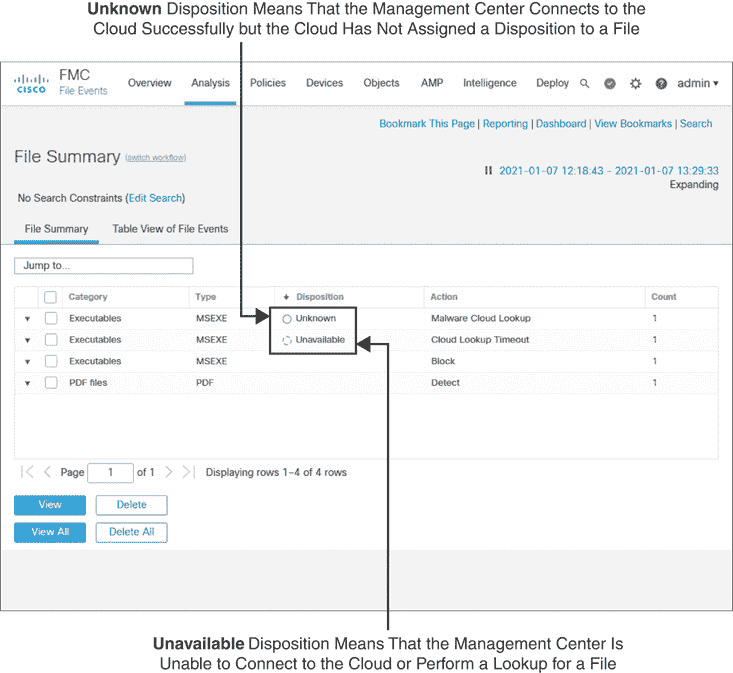 Unknown Disposition Means That the Management Center Connects to the
Cloud Successfully but the Cloud Has Not Assigned a Disposition to a File
CISCO
FMC
File Events
Overview Analysis Policies Devices Objects AMP Intelligence Deploy admin
Bookmark This Page | Reporting | Dashboard | View Bookmarks | Search
File Summary (switch workflow)
2021-01-07 12:18:43 - 2021-01-07 13:29:33
Expanding
No Search Constraints (Edit Search)
File Summary Table View of File Events
Jump to...
Category Type Disposition Action Count
Executables MSEXE Unknown Malware Cloud Lookup 1
Executables MSEXE Unavailable Cloud Lookup Timeout 1
Executables MSEXE Block 1
PDF files PDF Detect 1
Page 1 of 1 Displaying rows 1–4 of 4 rows
View Delete
View All Delete All
Unavailable Disposition Means That the Management Center Is
Unable to Connect to the Cloud or Perform a Lookup for a File